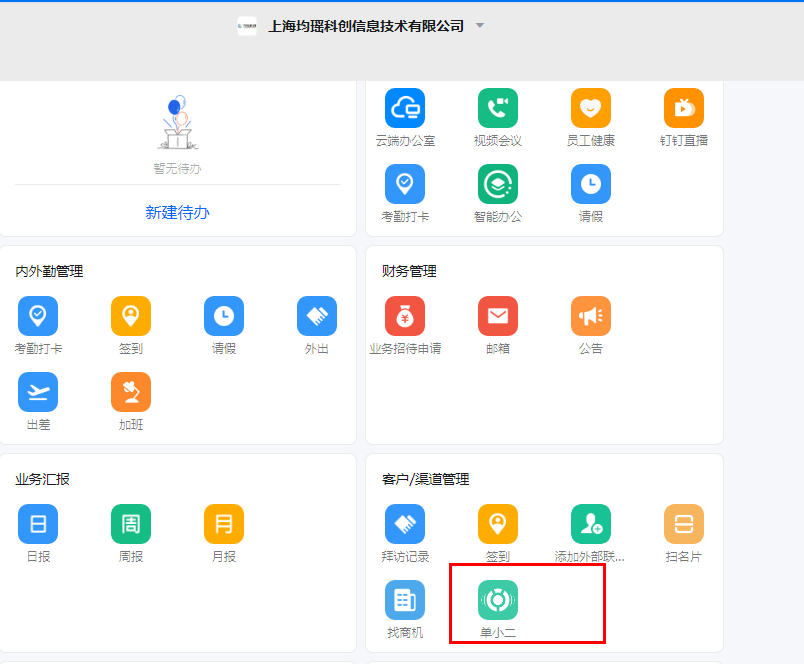 上海均瑶科创信息技术有限公司
暂无待办
新建待办
云端办公室
视频会议
员工健康
钉钉直播
考勤打卡
智能办公
请假
内外勤管理
考勤打卡
签到
请假
外出
出差
加班
财务管理
业务招待申请
邮箱
公告
业务汇报
日
周
月
日报
周报
月报
客户/渠道管理
拜访记录
签到
添加外部联...
扫名片
找商机
单小二